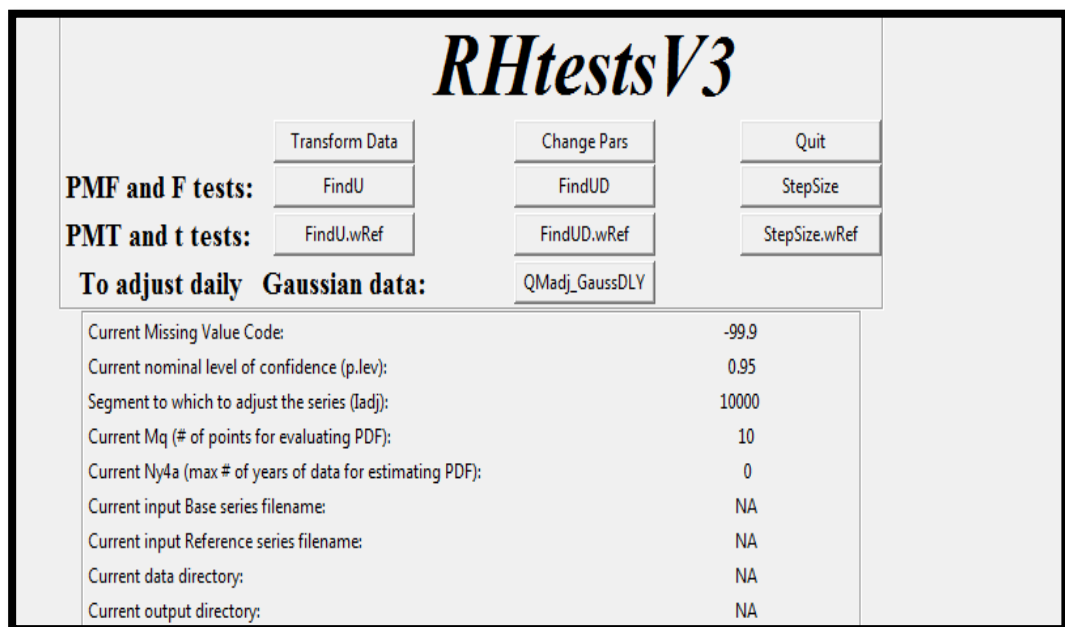 RHtestsV3
Transform Data Change Pars Quit
PMF and F tests: FindU FindUD StepSize
PMT and t tests: FindU.wRef FindUD.wRef StepSize.wRef
To adjust daily Gaussian data: QMadj_GaussDLY
Current Missing Value Code: -99.9
Current nominal level of confidence (p.lev): 0.95
Segment to which to adjust the series (Iadj): 10000
Current Mq (# of points for evaluating PDF): 10
Current Ny4a (max # of years of data for estimating PDF): 0
Current input Base series filename: NA
Current input Reference series filename: NA
Current data directory: NA
Current output directory: NA